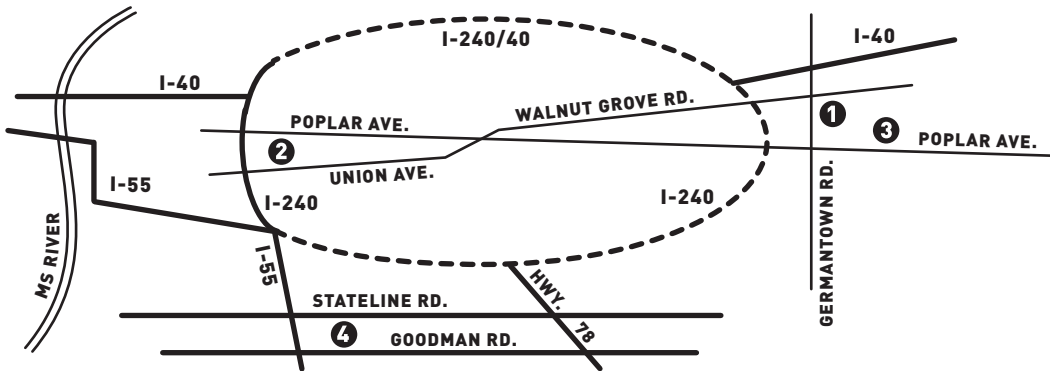 I-240/40
I-40
I-40
WALNUT GROVE RD.
1
POPLAR AVE.
3
2
POPLAR AVE.
UNION AVE.
I-55
I-240
I-240
MS RIVER
I-55
GERMANTOWN RD.
HWY. 78
STATELINE RD.
4
GOODMAN RD.